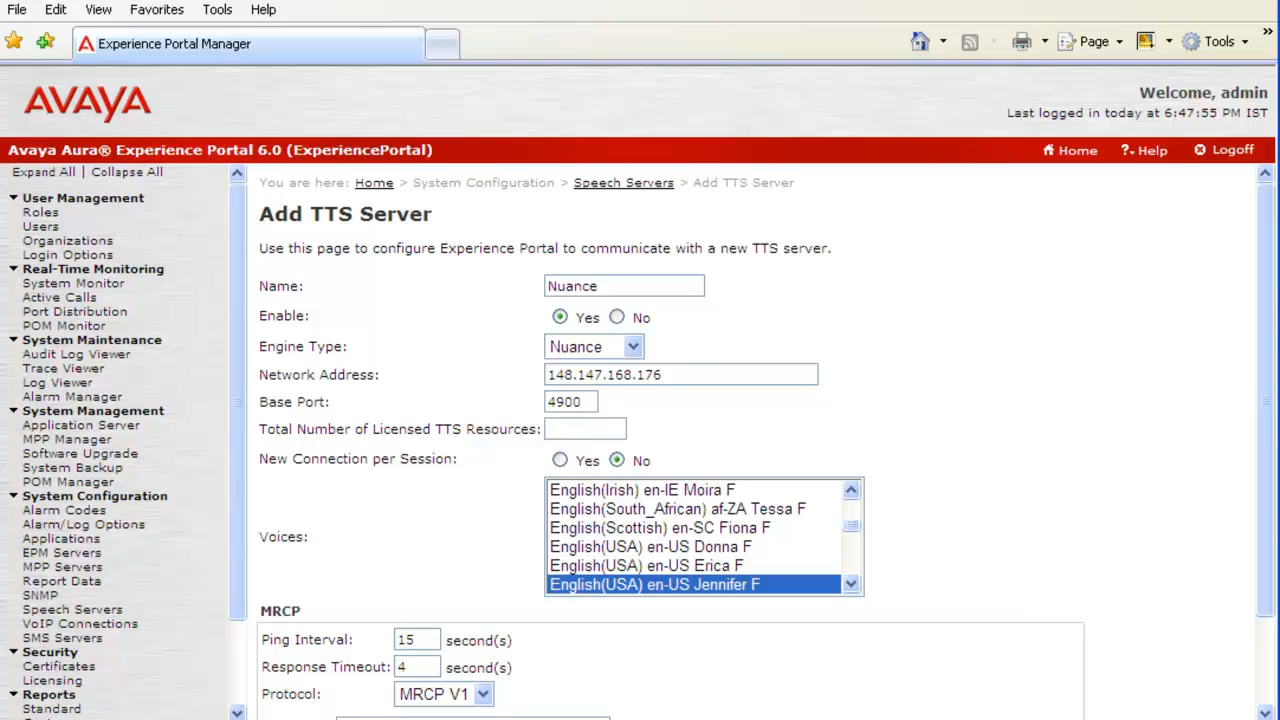 File Edit View Favorites Tools Help
Experience Portal Manager
Page Tools
AVAYA
Welcome, admin
Last logged in today at 6:47:55 PM IST
Avaya Aura® Experience Portal 6.0 (ExperiencePortal)
Home ? Help Logoff
Expand All | Collapse All
User Management
Roles
Users
Organizations
Login Options
Real-Time Monitoring
System Monitor
Active Calls
Port Distribution
POM Monitor
System Maintenance
Audit Log Viewer
Trace Viewer
Log Viewer
Alarm Manager
System Management
Application Server
MPP Manager
Software Upgrade
System Backup
POM Manager
System Configuration
Alarm Codes
Alarm/Log Options
Applications
EPM Servers
MPP Servers
Report Data
SNMP
Speech Servers
VoIP Connections
SMS Servers
Security
Certificates
Licensing
Reports
Standard
You are here: Home > System Configuration > Speech Servers > Add TTS Server
Add TTS Server
Use this page to configure Experience Portal to communicate with a new TTS server.
Name: Nuance
Enable: Yes No
Engine Type: Nuance
Network Address: 148.147.168.176
Base Port: 4900
Total Number of Licensed TTS Resources:
New Connection per Session: Yes No
Voices:
English(Irish) en-IE Moira F
English(South_African) af-ZA Tessa F
English(Scottish) en-SC Fiona F
English(USA) en-US Donna F
English(USA) en-US Erica F
English(USA) en-US Jennifer F
MRCP
Ping Interval: 15 second(s)
Response Timeout: 4 second(s)
Protocol: MRCP V1